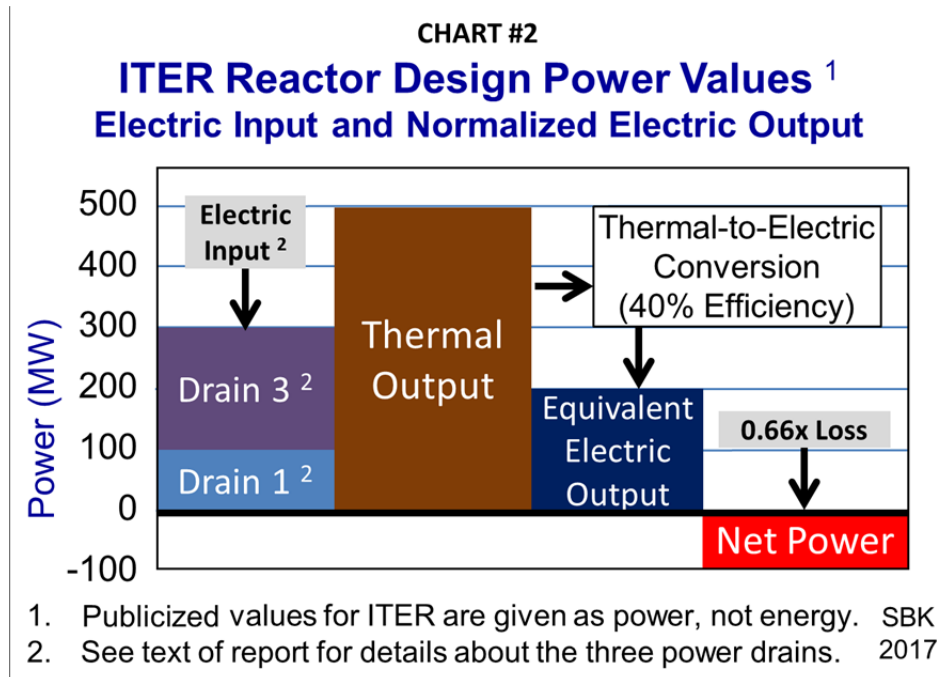 CHART #2
ITER Reactor Design Power Values ¹
Electric Input and Normalized Electric Output
Power (MW)
500
400
300
200
100
0
-100
Electric
Input ²
Drain 3 ²
Drain 1 ²
Thermal
Output
Thermal-to-Electric
Conversion
(40% Efficiency)
Equivalent
Electric
Output
0.66x Loss
Net Power
1. Publicized values for ITER are given as power, not energy.
2. See text of report for details about the three power drains.
SBK
2017